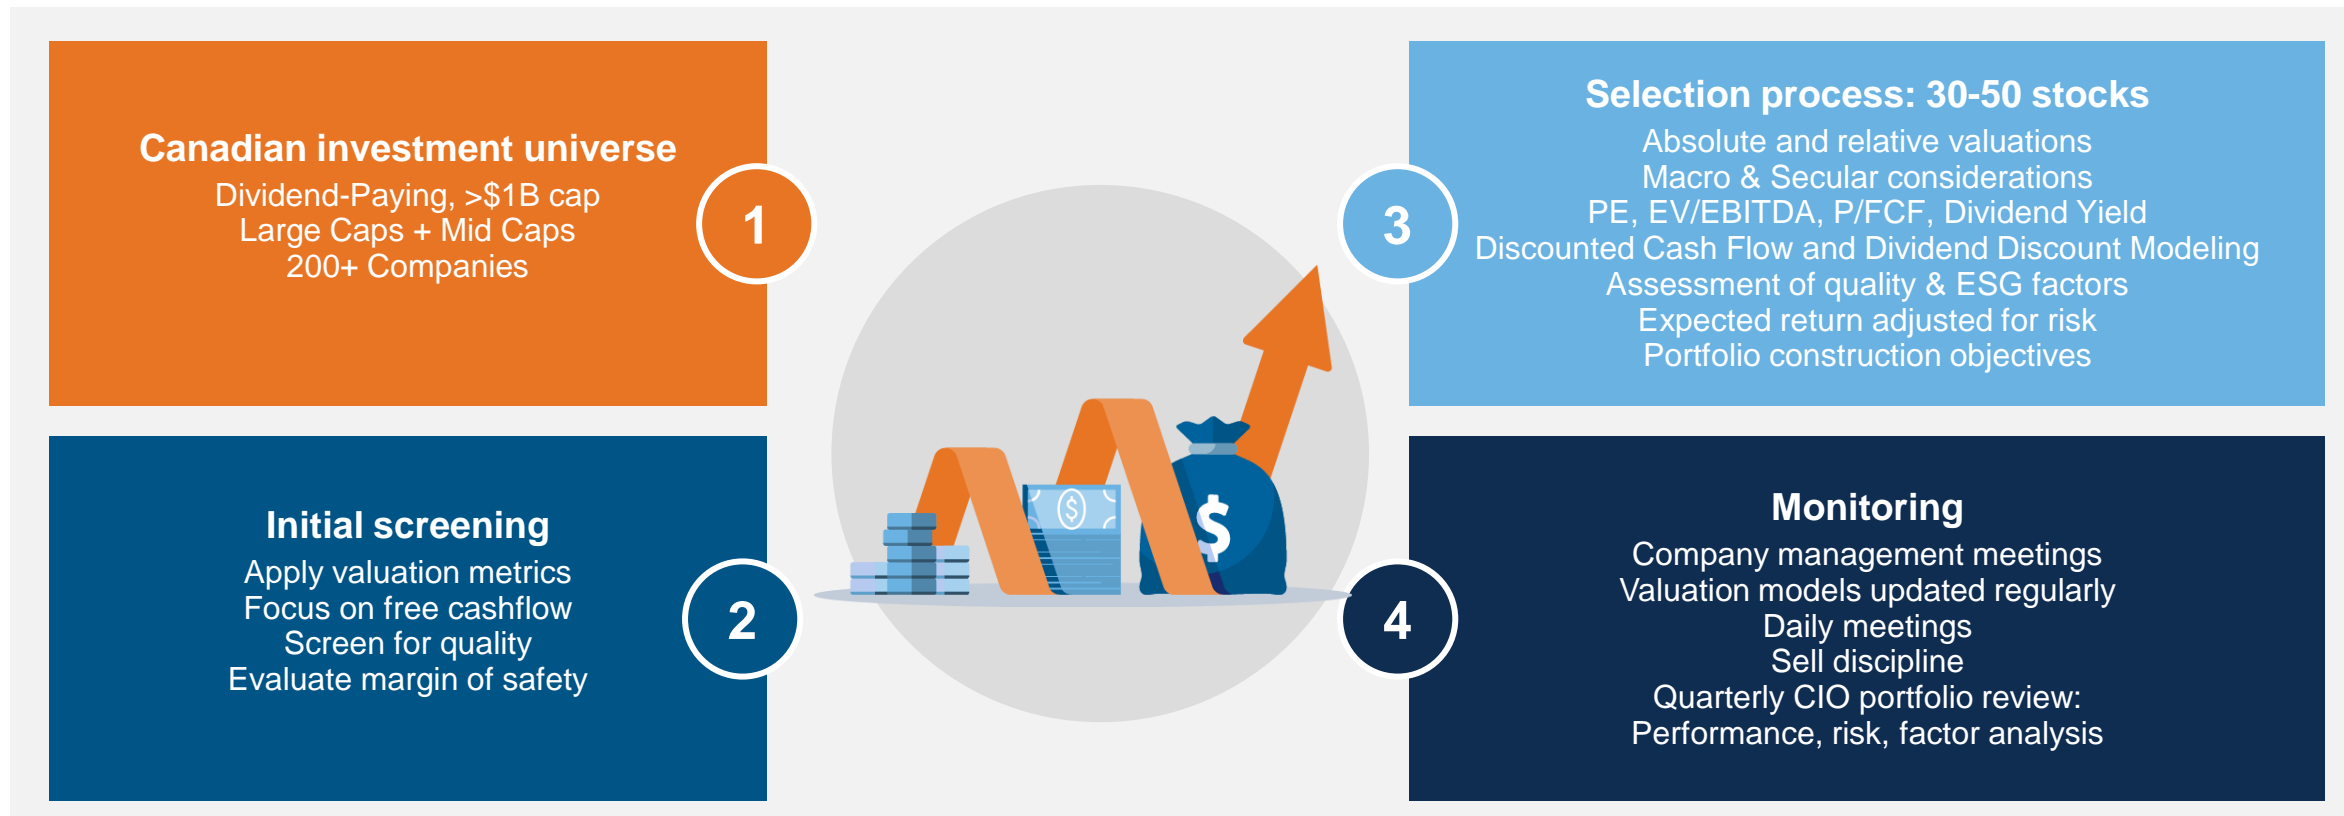 Canadian investment universe
Dividend-Paying, >$1B cap
Large Caps + Mid Caps
200+ Companies
1
Initial screening
Apply valuation metrics
Focus on free cashflow
Screen for quality
Evaluate margin of safety
2
Selection process: 30-50 stocks
Absolute and relative valuations
Macro & Secular considerations
PE, EV/EBITDA, P/FCF, Dividend Yield
Discounted Cash Flow and Dividend Discount Modeling
Assessment of quality & ESG factors
Expected return adjusted for risk
Portfolio construction objectives
3
Monitoring
Company management meetings
Valuation models updated regularly
Daily meetings
Sell discipline
Quarterly CIO portfolio review:
Performance, risk, factor analysis
4
$
$